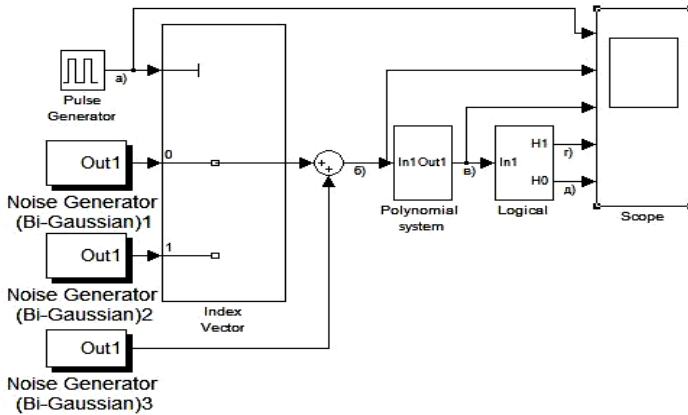 а)
Pulse
Generator
Out1
0
Noise Generator
(Bi-Gaussian)1
Out1
1
Noise Generator
(Bi-Gaussian)2
Index
Vector
Out1
Noise Generator
(Bi-Gaussian)3
++
б)
In1 Out1
Polynomial
system
в)
In1
H1
H0
Logical
г)
д)
Scope